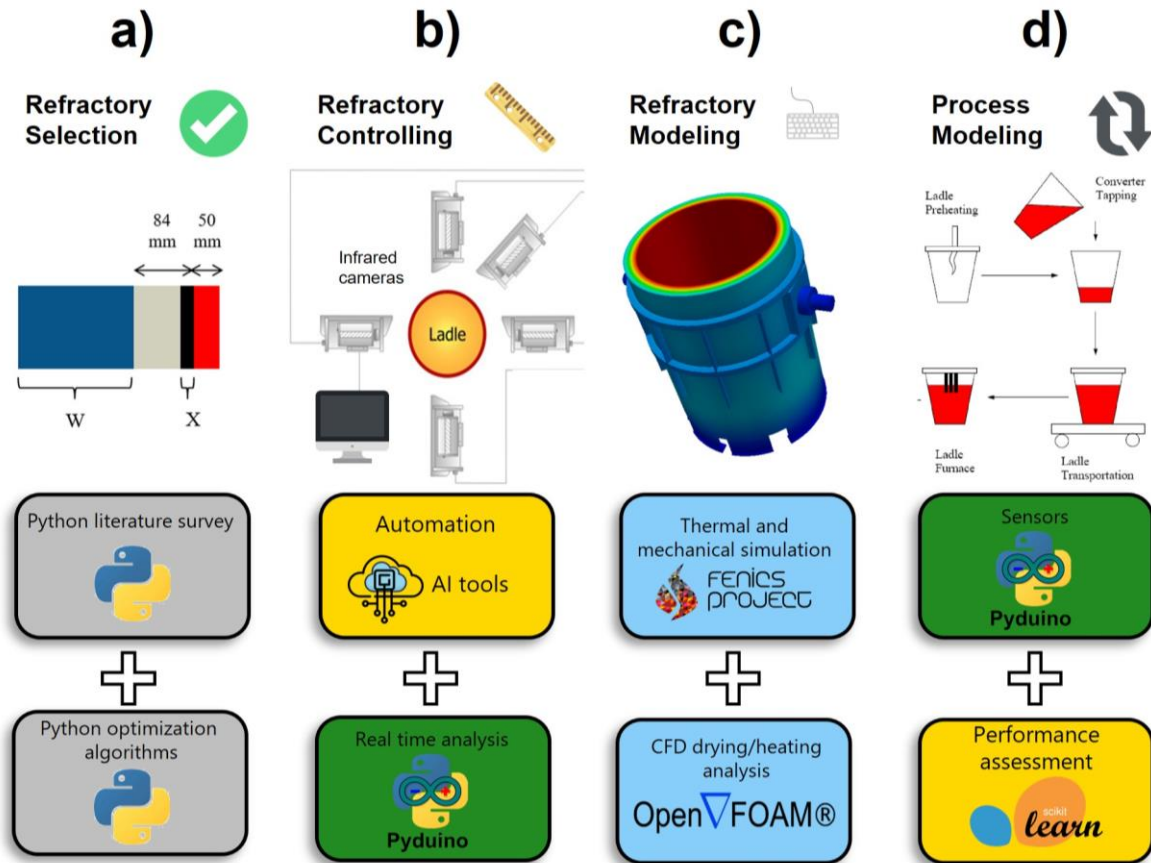 a)
Refractory
Selection
84
mm
50
mm
W
X
Python literature survey
Python optimization
algorithms
b)
Refractory
Controlling
Infrared
cameras
Ladle
Automation
AI tools
Real time analysis
Pyduino
c)
Refractory
Modeling
Thermal and
mechanical simulation
FENICS
PROJECT
CFD drying/heating
analysis
Open∇FOAM®
d)
Process
Modeling
Ladle
Preheating
Converter
Tapping
Ladle
Furnace
Ladle
Transportation
Sensors
Pyduino
Performance
assessment
scikit
learn